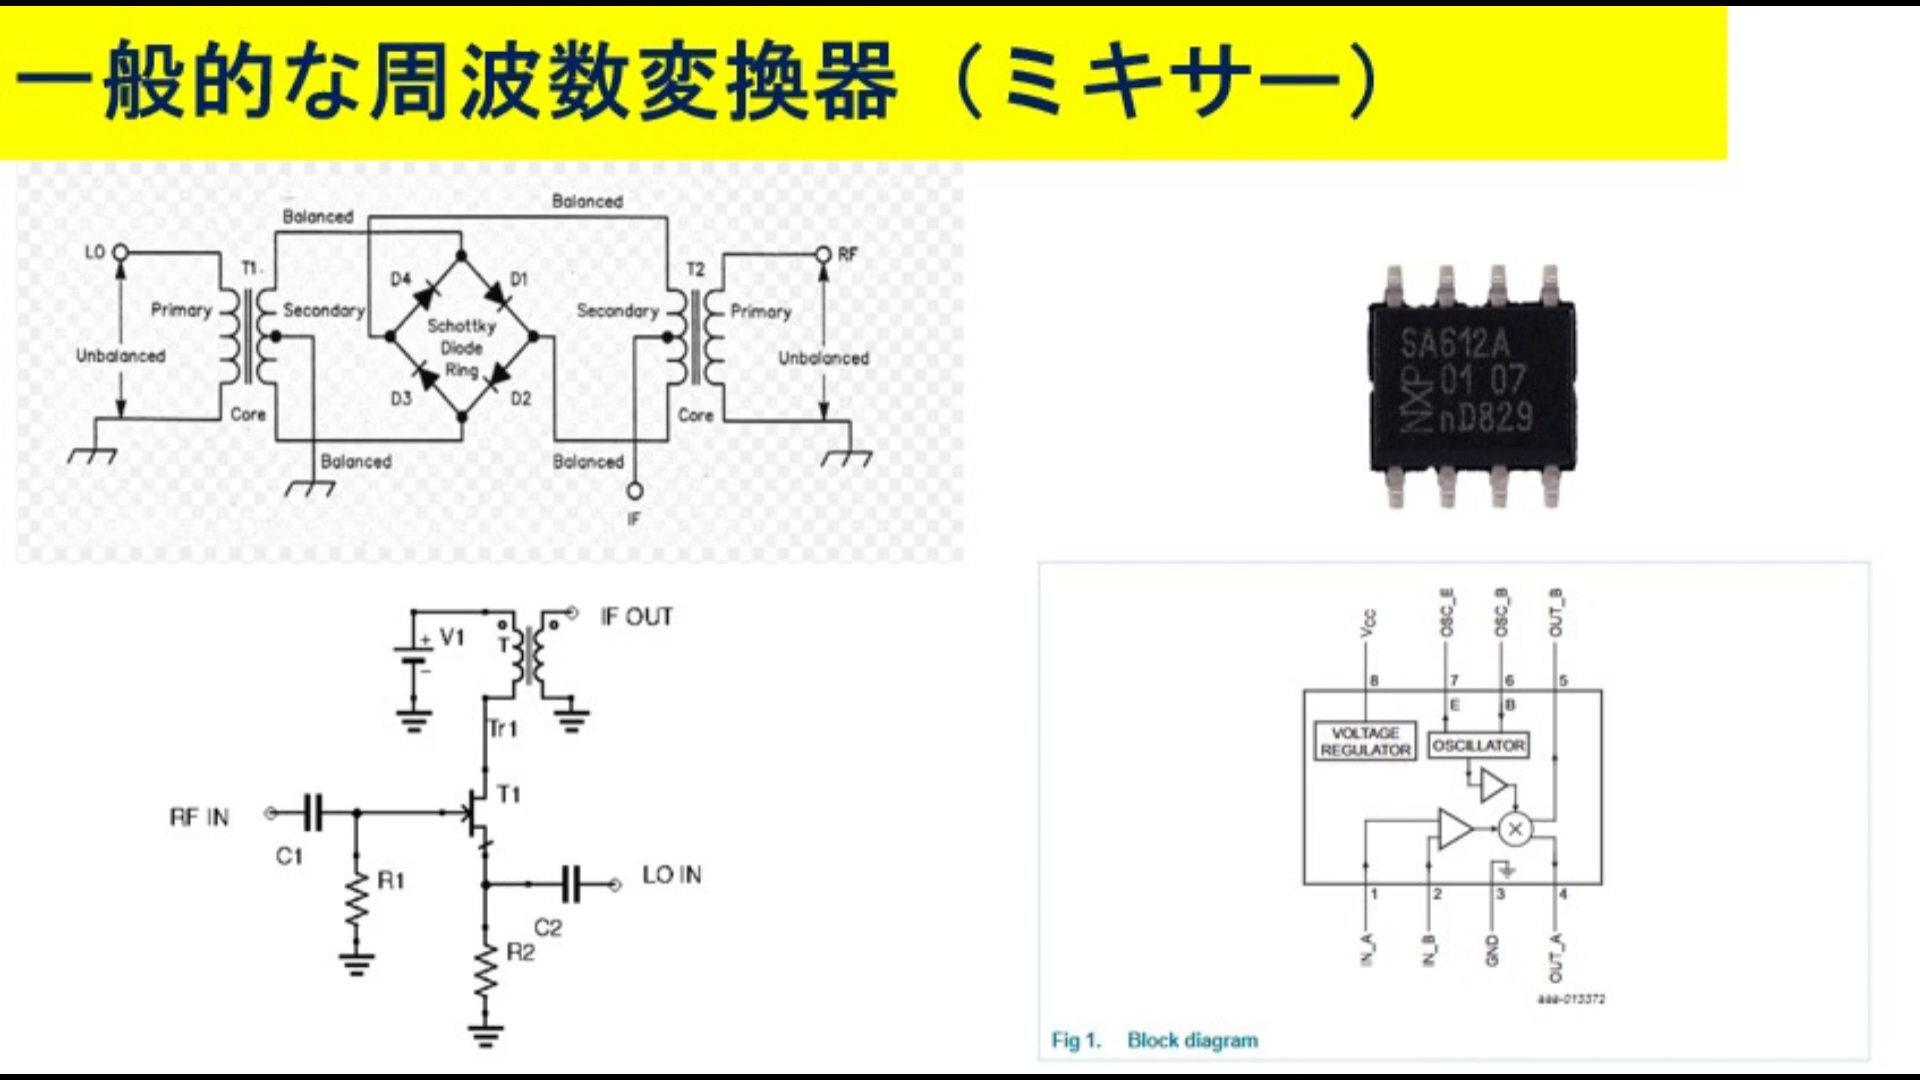 一般的な周波数変換器（ミキサー）
Balanced
Balanced
LO
RF
T1
T2
D4
D1
Primary
Secondary
Secondary
Primary
Schottky
Diode
Ring
Unbalanced
Unbalanced
D3
D2
Core
Core
Balanced
Balanced
IF
SA612A
01 07
nD829
NXP
IF OUT
V1
+
−
T
Tr1
T1
RF IN
C1
R1
LO IN
C2
R2
VCC
OSC_E
OSC_B
OUT_B
8
7
6
5
E
B
VOLTAGE
REGULATOR
OSCILLATOR
1
2
3
4
IN_A
IN_B
GND
OUT_A
aaa-013372
Fig 1. Block diagram